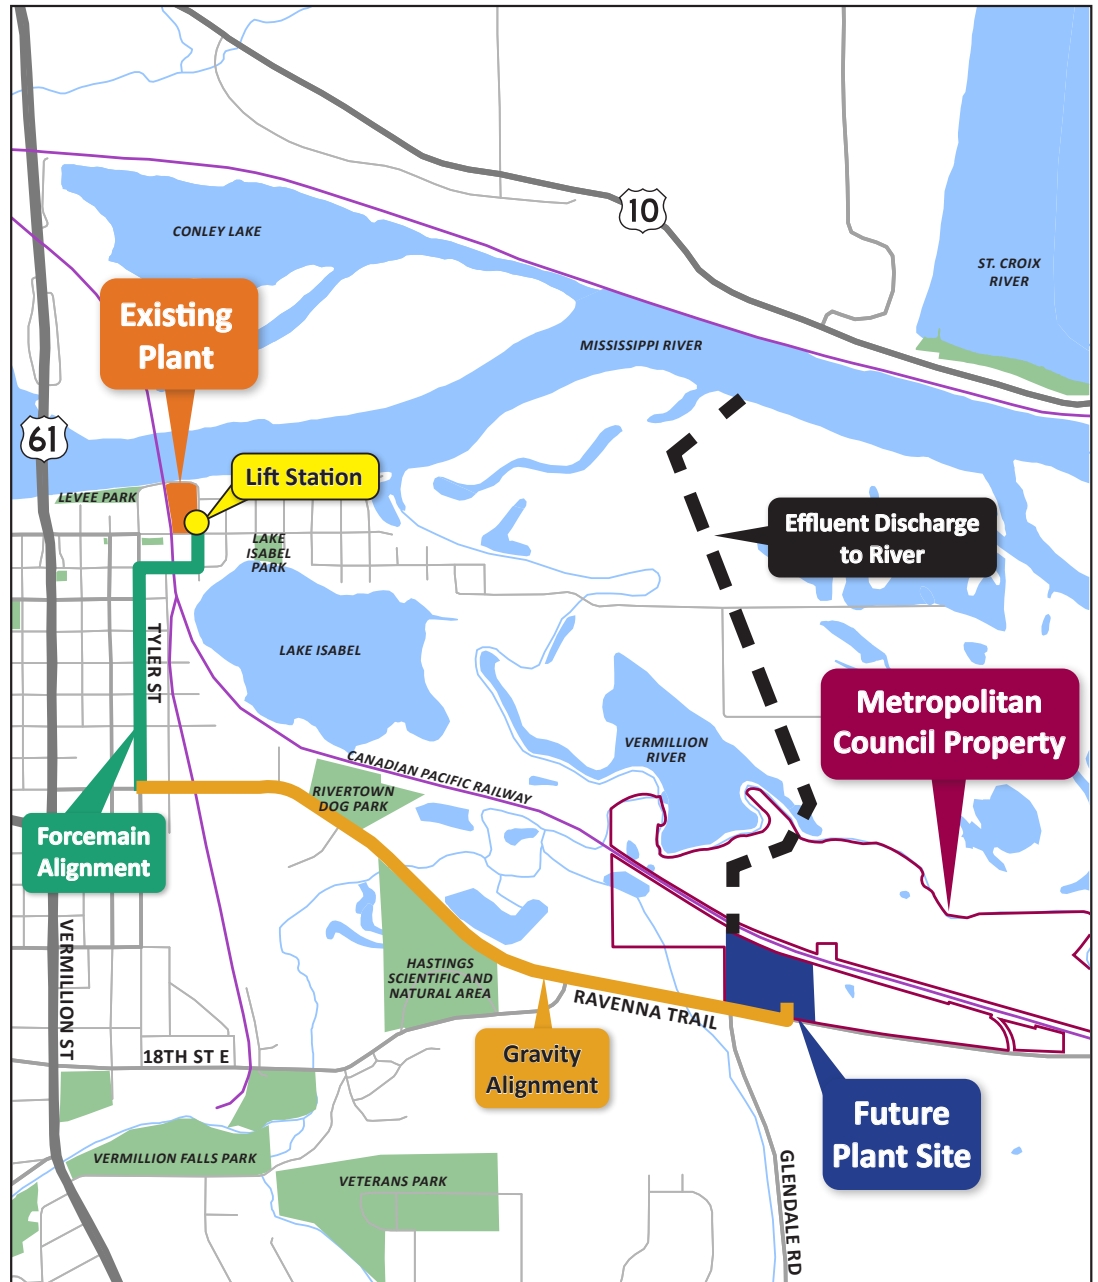 10
CONLEY LAKE
ST. CROIX
RIVER
Existing
Plant
MISSISSIPPI RIVER
61
Lift Station
LEVEE PARK
Effluent Discharge
to River
LAKE
ISABEL
PARK
TYLER ST
LAKE ISABEL
Metropolitan
Council Property
VERMILLION
RIVER
CANADIAN PACIFIC RAILWAY
RIVERTOWN
DOG PARK
Forcemain
Alignment
VERMILLION ST
HASTINGS
SCIENTIFIC AND
NATURAL AREA
RAVENNA TRAIL
18TH ST E
Gravity
Alignment
Future
Plant Site
VERMILLION FALLS PARK
VETERANS PARK
GLENDALE RD